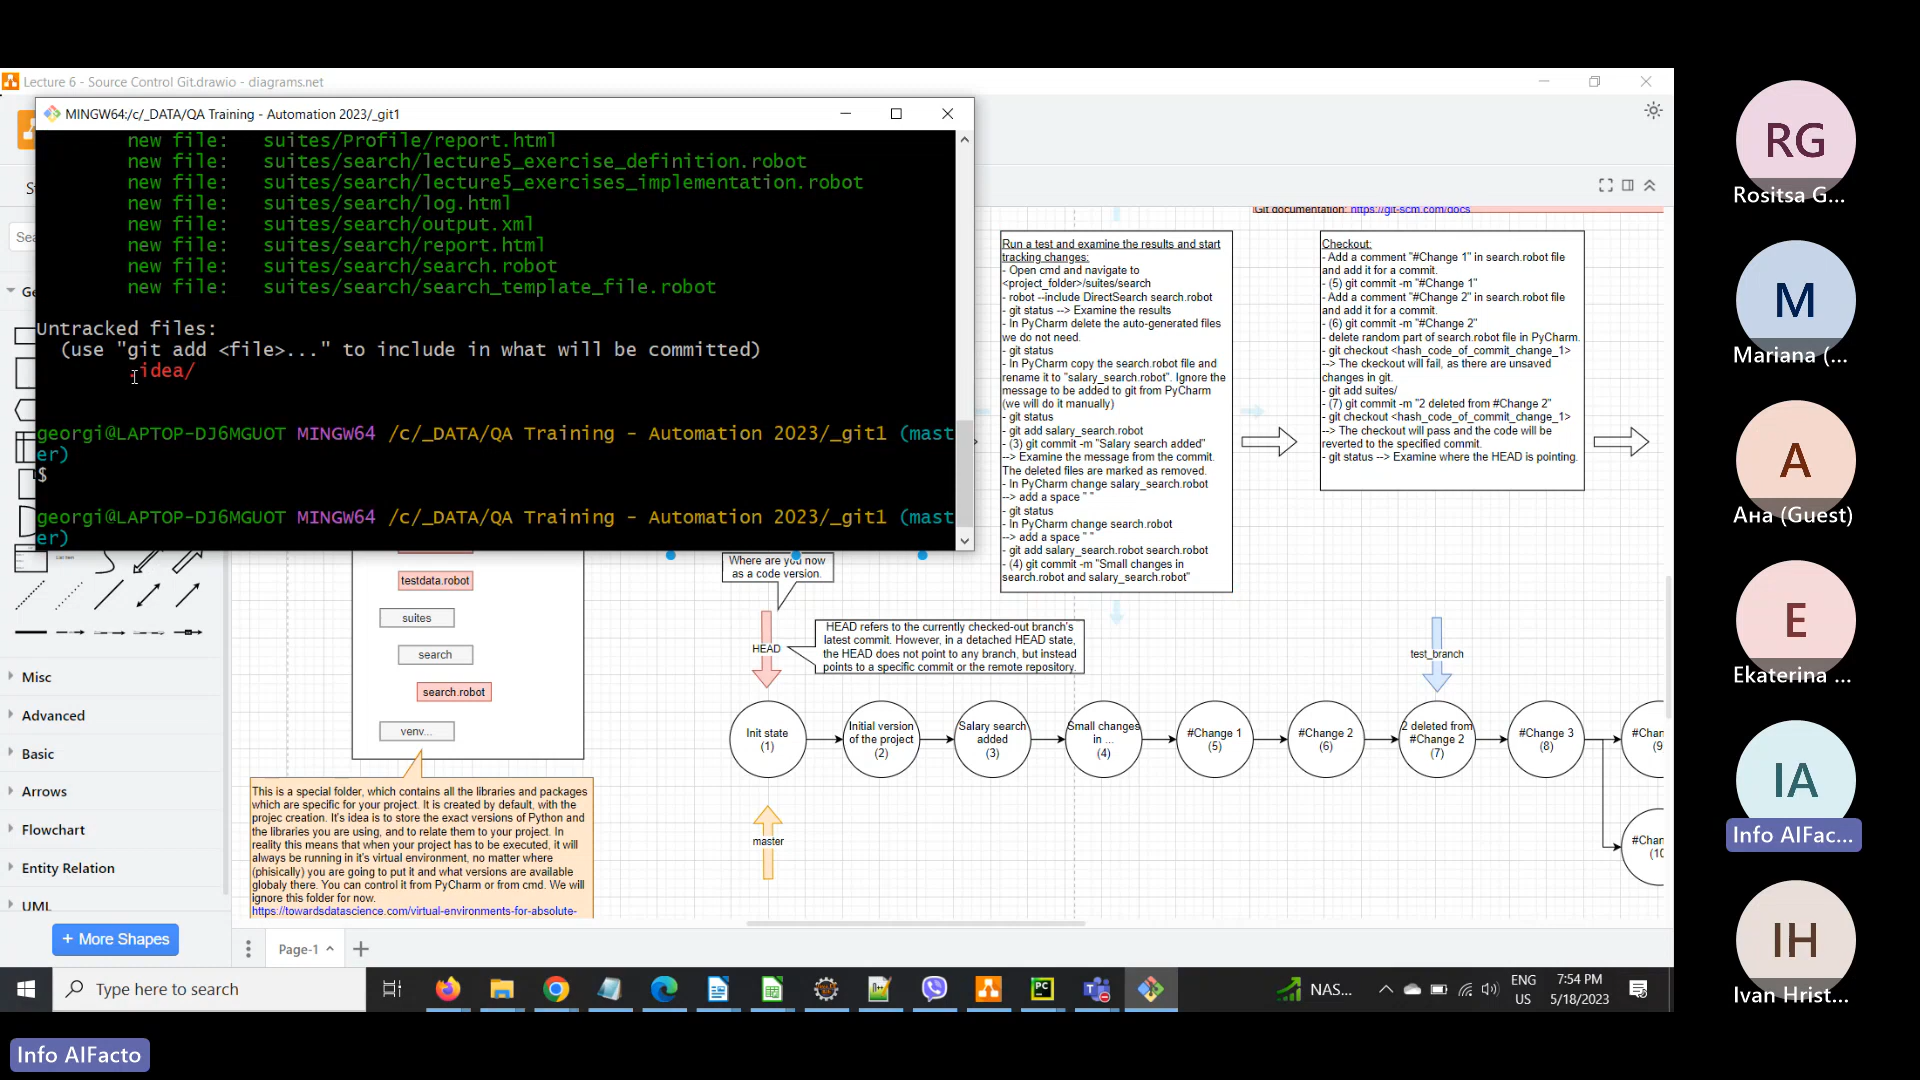 Lecture 6 - Source Control Git.drawio - diagrams.net
MINGW64:/c/_DATA/QA Training - Automation 2023/_git1
new file:   suites/Profile/report.html
new file:   suites/search/lecture5_exercise_definition.robot
new file:   suites/search/lecture5_exercises_implementation.robot
new file:   suites/search/log.html
new file:   suites/search/output.xml
new file:   suites/search/report.html
new file:   suites/search/search.robot
new file:   suites/search/search_template_file.robot
Untracked files:
(use "git add <file>..." to include in what will be committed)
.idea/
georgi@LAPTOP-DJ6MGUOT MINGW64 /c/_DATA/QA Training - Automation 2023/_git1 (mast
er)
$
georgi@LAPTOP-DJ6MGUOT MINGW64 /c/_DATA/QA Training - Automation 2023/_git1 (mast
er)
Git documentation: https://git-scm.com/docs
Run a test and examine the results and start
tracking changes:
- Open cmd and navigate to
<project_folder>/suites/search
- robot --include DirectSearch search.robot
- git status --> Examine the results
- In PyCharm delete the auto-generated files
we do not need.
- git status
- In PyCharm copy the search.robot file and
rename it to "salary_search.robot". Ignore the
message to be added to git from PyCharm
(we will do it manually)
- git status
- git add salary_search.robot
- (3) git commit -m "Salary search added"
--> Examine the message from the commit.
The deleted files are marked as removed.
- In PyCharm change salary_search.robot
--> add a space " "
- git status
- In PyCharm change search.robot
--> add a space " "
- git add salary_search.robot search.robot
- (4) git commit -m "Small changes in
search.robot and salary_search.robot"
Checkout:
- Add a comment "#Change 1" in search.robot file
and add it for a commit.
- (5) git commit -m "#Change 1"
- Add a comment "#Change 2" in search.robot file
and add it for a commit.
- (6) git commit -m "#Change 2"
- delete random part of search.robot file in PyCharm.
- git checkout <hash_code_of_commit_change_1>
--> The ckeckout will fail, as there are unsaved
changes in git.
- git add suites/
- (7) git commit -m "2 deleted from #Change 2"
- git checkout <hash_code_of_commit_change_1>
--> The ckeckout will pass and the code will be
reverted to the specified commit.
- git status --> Examine where the HEAD is pointing.
testdata.robot
suites
search
search.robot
venv...
This is a special folder, which contains all the libraries and packages
which are specific for your project. It is created by default, with the
projec creation. It's idea is to store the exact versions of Python and
the libraries you are using, and to relate them to your project. In
reality this means that when your project has to be executed, it will
always be running in it's virtual environment, no matter where
(phisically) you are going to put it and what versions are available
globaly there. You can control it from PyCharm or from cmd. We will
ignore this folder for now.
https://towardsdatascience.com/virtual-environments-for-absolute-
Where are you now
as a code version.
HEAD
HEAD refers to the currently checked-out branch's
latest commit. However, in a detached HEAD state,
the HEAD does not point to any branch, but instead
points to a specific commit or the remote repository.
test_branch
Init state
(1)
Initial version
of the project
(2)
Salary search
added
(3)
Small changes
in ...
(4)
#Change 1
(5)
#Change 2
(6)
2 deleted from
#Change 2
(7)
#Change 3
(8)
#Chan
(9
#Chan
(10
master
Sea
Ge
Misc
Advanced
Basic
Arrows
Flowchart
Entity Relation
UML
+ More Shapes
Page-1
Type here to search
NAS...
ENG
US
7:54 PM
5/18/2023
RG
Rositsa G...
M
Mariana (...
A
Ана (Guest)
E
Ekaterina ...
IA
Info AIFac...
IH
Ivan Hrist...
Info AIFacto